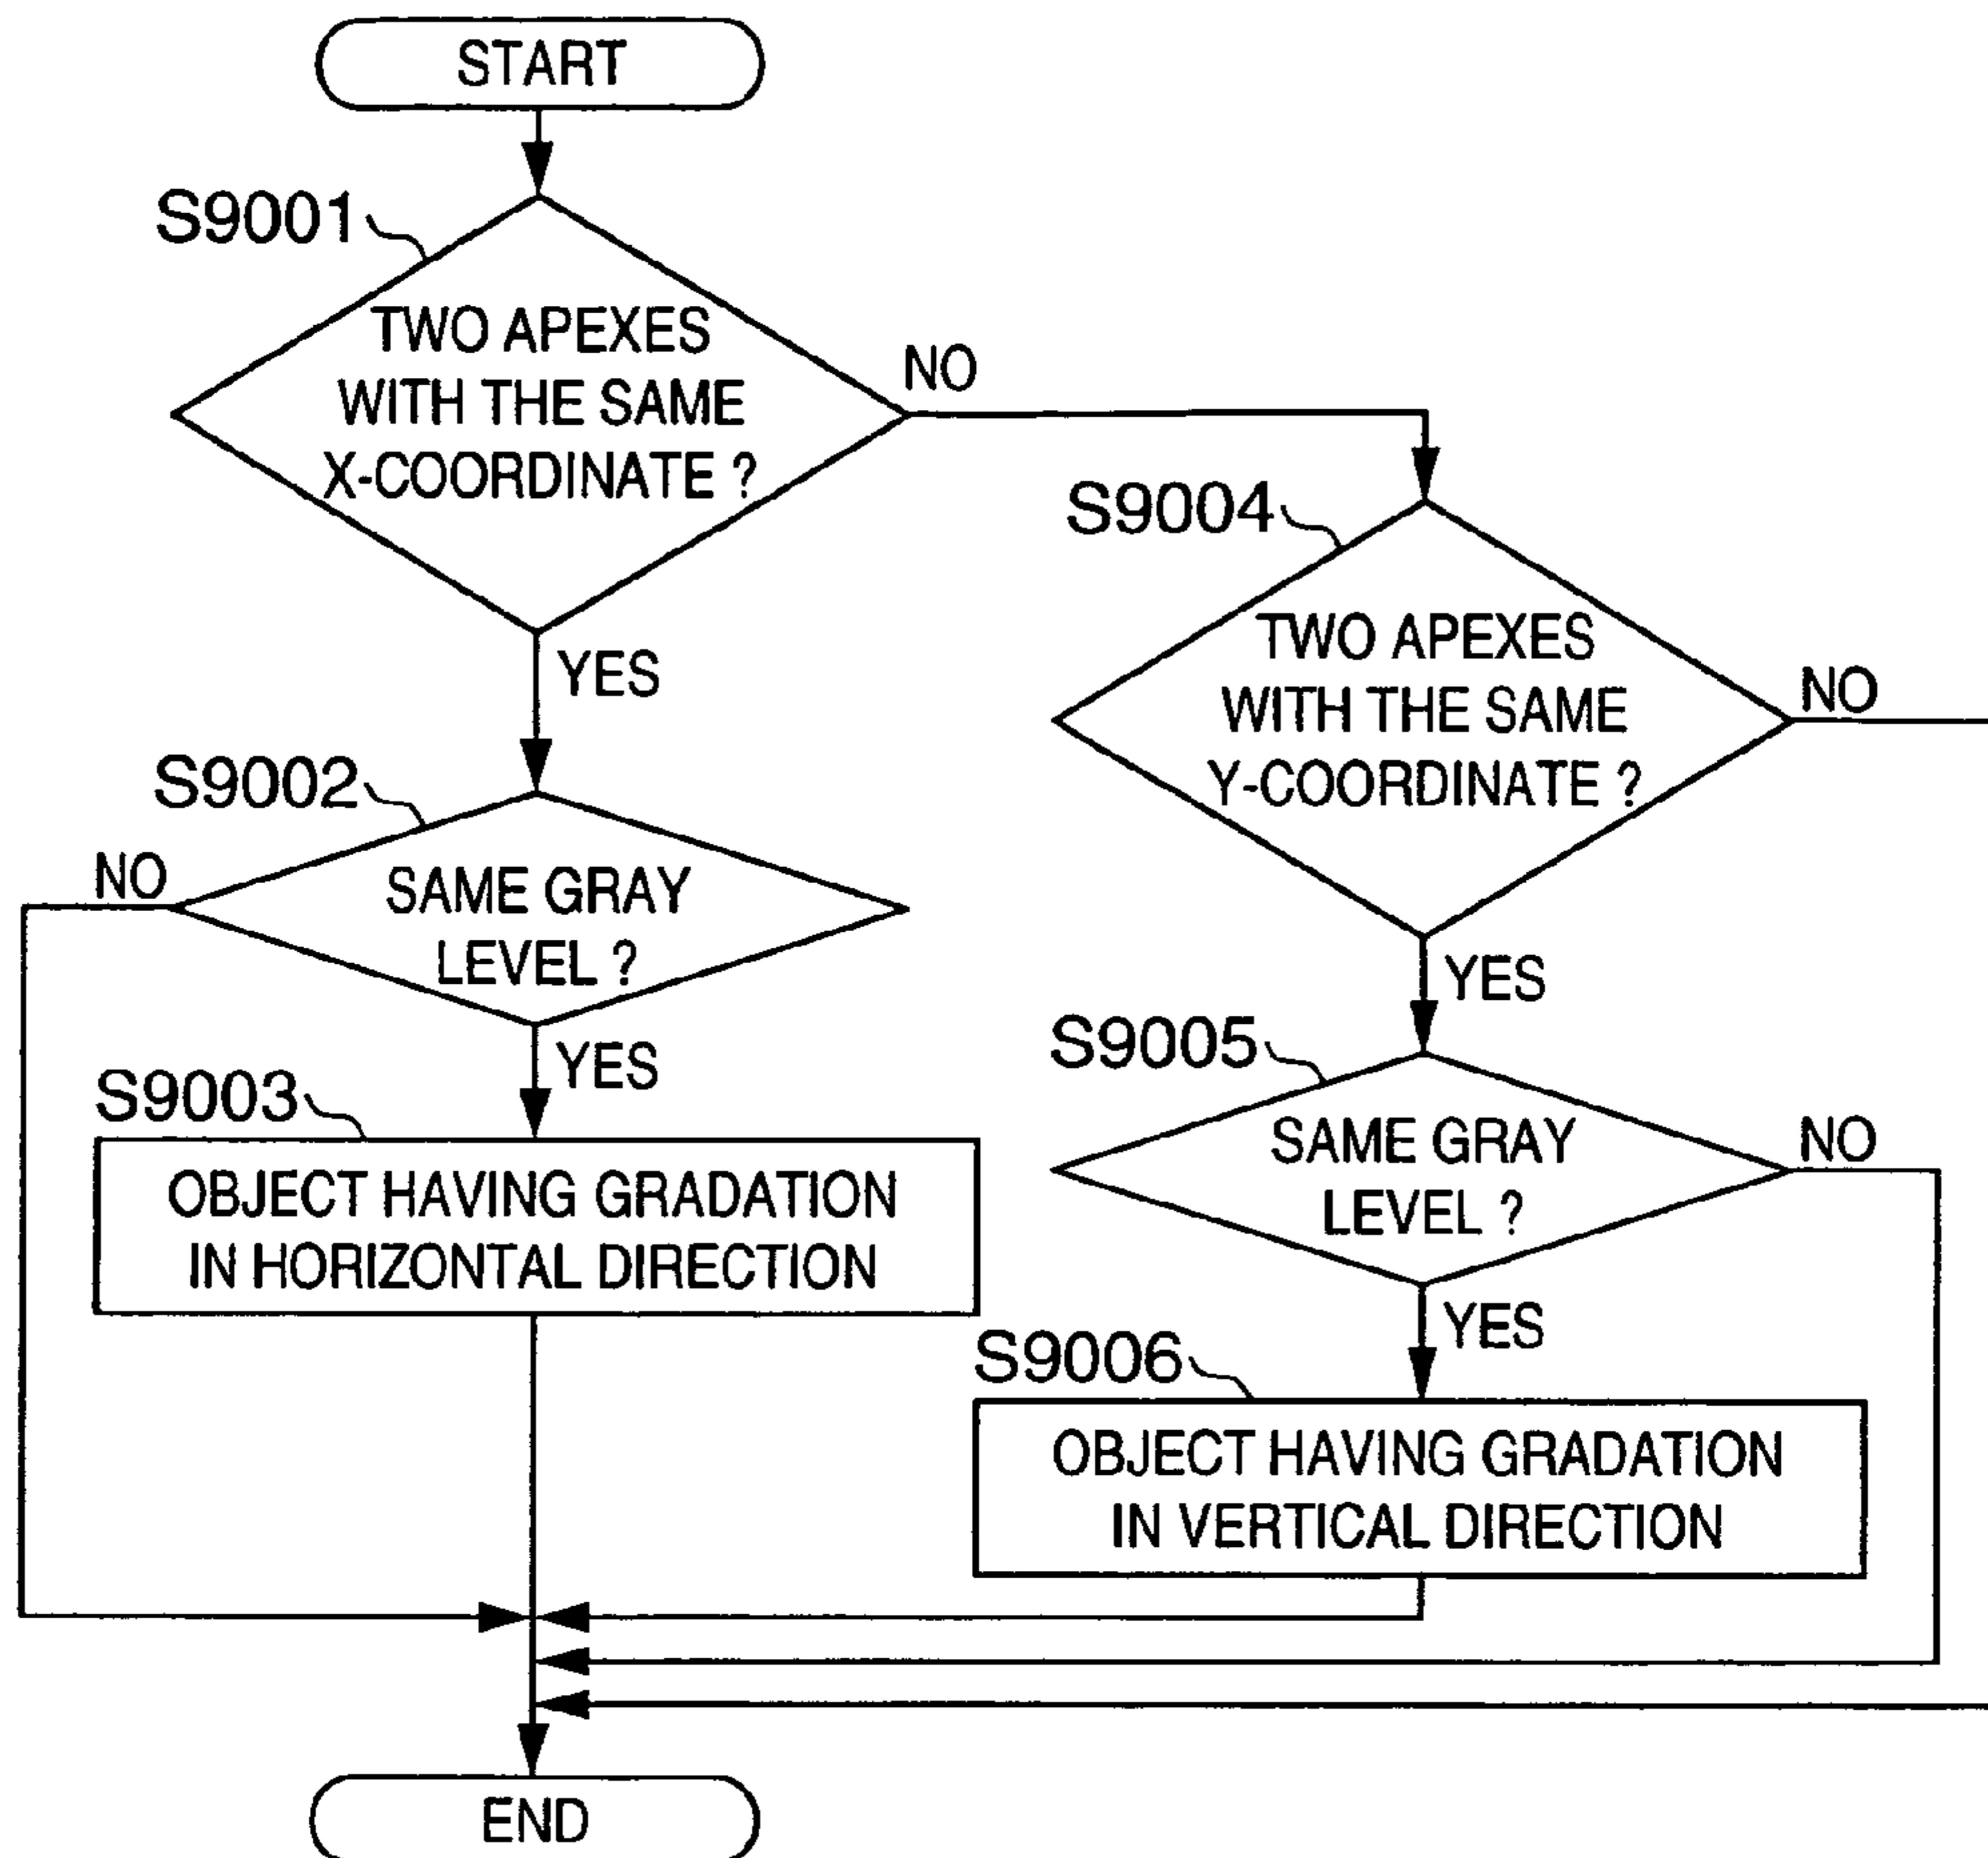 START
S9001
TWO APEXES
WITH THE SAME
X-COORDINATE ?
NO
YES
S9002
NO
SAME GRAY
LEVEL ?
YES
S9003
OBJECT HAVING GRADATION
IN HORIZONTAL DIRECTION
S9004
TWO APEXES
WITH THE SAME
Y-COORDINATE ?
NO
YES
S9005
SAME GRAY
LEVEL ?
NO
YES
S9006
OBJECT HAVING GRADATION
IN VERTICAL DIRECTION
END